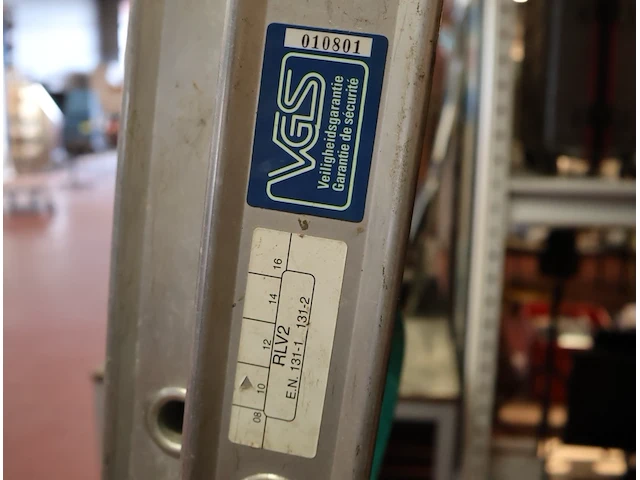 010801
VGS
Veiligheidsgarantie
Garantie de sécurité
RLV2
E.N. 131-1 131-2
08 10 12 14 16